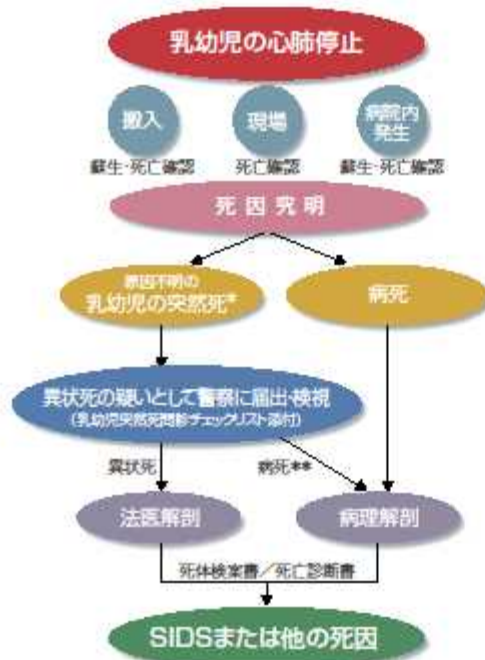 乳幼児の心肺停止
搬入
現場
病院内
発生
蘇生・死亡確認
死亡確認
蘇生・死亡確認
死因究明
原因不明の
乳幼児の突然死*
病死
異状死の疑いとして警察に届出・検視
(乳幼児突然死問診チェックリスト添付)
異状死
病死**
法医解剖
病理解剖
死体検案書／死亡診断書
SIDSまたは他の死因